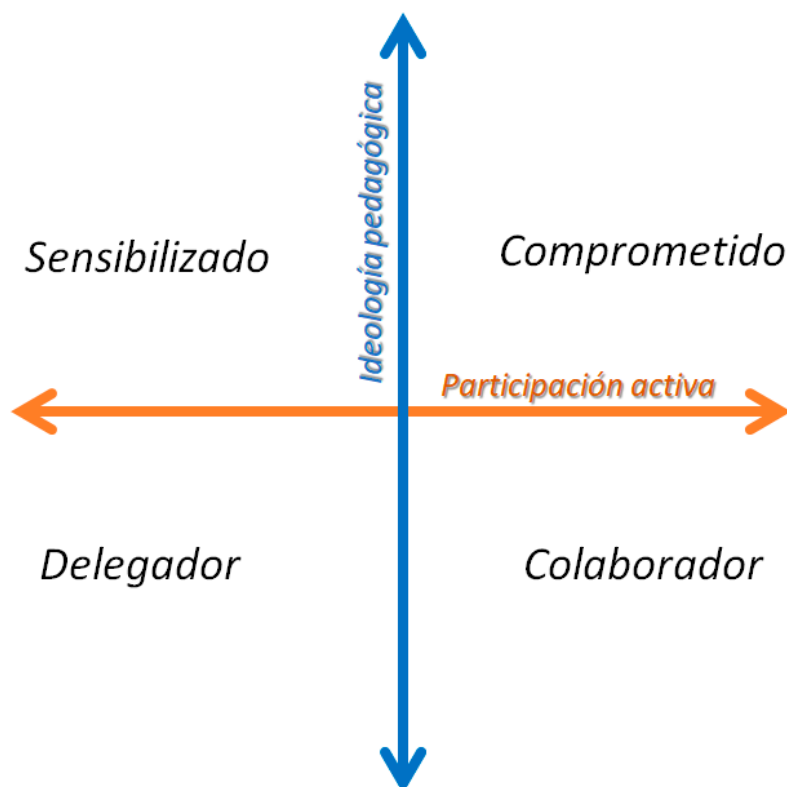 Ideología pedagógica
Sensibilizado
Comprometido
Participación activa
Delegador
Colaborador